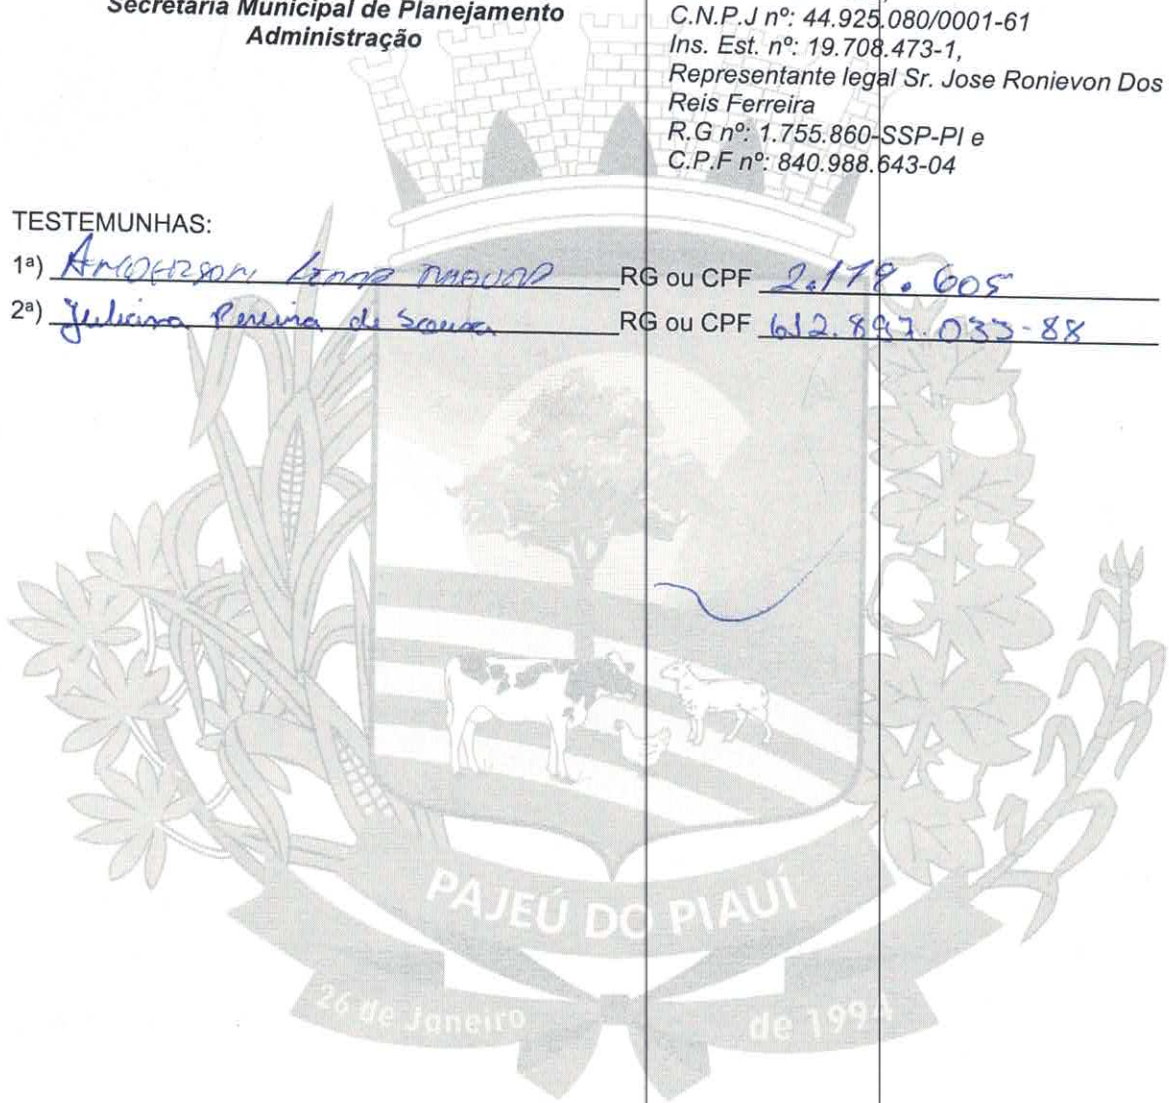 Secretaria Municipal de Planejamento
Administração
C.N.P.J nº: 44.925.080/0001-61
Ins. Est. nº: 19.708.473-1,
Representante legal Sr. Jose Ronievon Dos
Reis Ferreira
R.G nº: 1.755.860-SSP-PI e
C.P.F nº: 840.988.643-04
TESTEMUNHAS:
1ª) RG ou CPF 2.179.605
2ª) Juliana Pereira de Sousa RG ou CPF 612.897.033-88
PAJEÚ DO PIAUÍ
26 de Janeiro de 1994